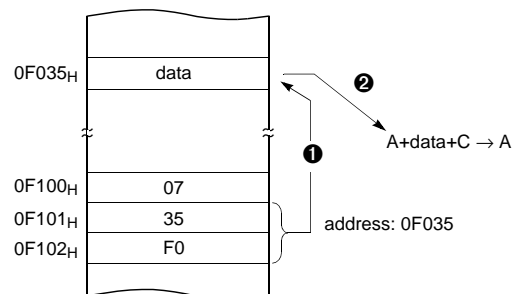 0F035H data
❷
A+data+C → A
❶
0F100H 07
0F101H 35
address: 0F035
0F102H F0